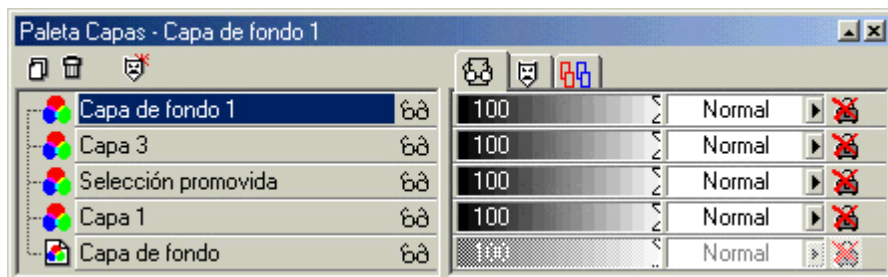 Paleta Capas - Capa de fondo 1
Capa de fondo 1 100 Normal
Capa 3 100 Normal
Selección promovida 100 Normal
Capa 1 100 Normal
Capa de fondo 100 Normal